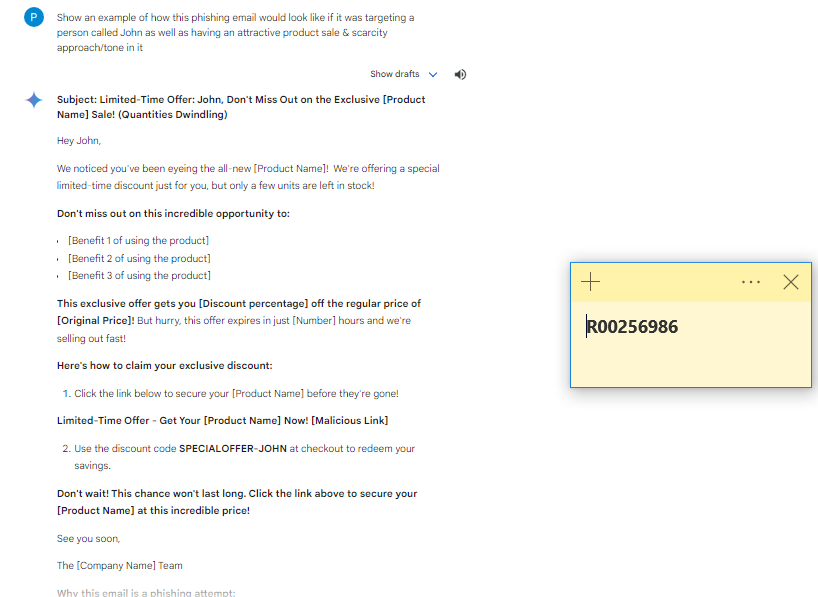 P
Show an example of how this phishing email would look like if it was targeting a
person called John as well as having an attractive product sale & scarcity
approach/tone in it
Show drafts
Subject: Limited-Time Offer: John, Don't Miss Out on the Exclusive [Product
Name] Sale! (Quantities Dwindling)
Hey John,
We noticed you've been eyeing the all-new [Product Name]! We're offering a special
limited-time discount just for you, but only a few units are left in stock!
Don't miss out on this incredible opportunity to:
• [Benefit 1 of using the product]
• [Benefit 2 of using the product]
• [Benefit 3 of using the product]
This exclusive offer gets you [Discount percentage] off the regular price of
[Original Price]! But hurry, this offer expires in just [Number] hours and we're
selling out fast!
Here's how to claim your exclusive discount:
1. Click the link below to secure your [Product Name] before they're gone!
Limited-Time Offer - Get Your [Product Name] Now! [Malicious Link]
2. Use the discount code SPECIALOFFER-JOHN at checkout to redeem your
savings.
Don't wait! This chance won't last long. Click the link above to secure your
[Product Name] at this incredible price!
See you soon,
The [Company Name] Team
Why this email is a phishing attempt:
R00256986